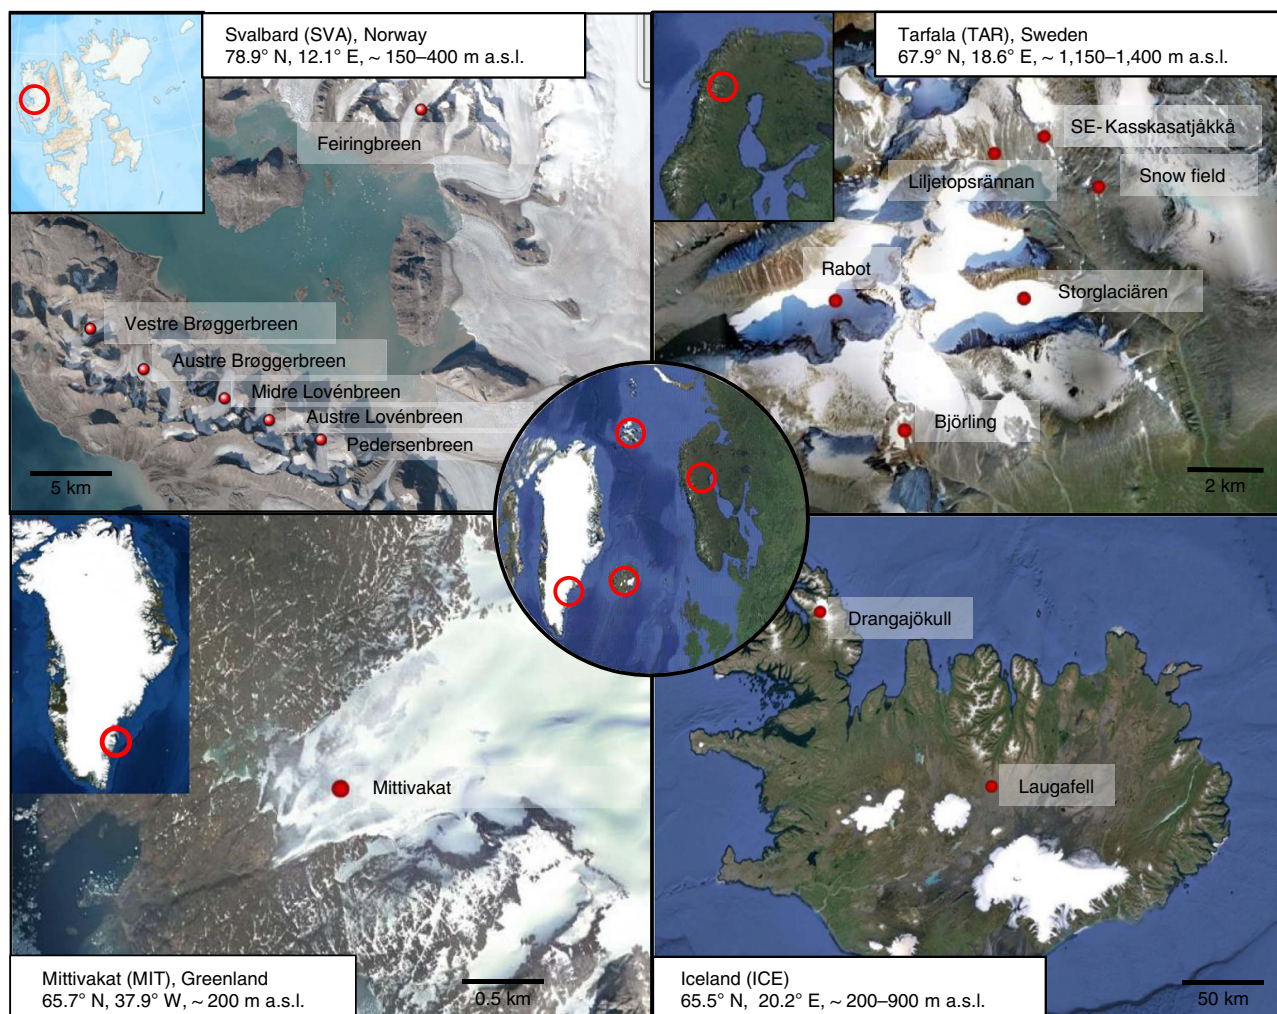 Svalbard (SVA), Norway
78.9° N, 12.1° E, ~ 150–400 m a.s.l.
Feiringbreen
Vestre Brøggerbreen
Austre Brøggerbreen
Midre Lovénbreen
Austre Lovénbreen
Pedersenbreen
5 km
Tarfala (TAR), Sweden
67.9° N, 18.6° E, ~ 1,150–1,400 m a.s.l.
SE-Kasskasatjåkkå
Liljetopsrännan
Snow field
Rabot
Storglaciären
Björling
2 km
Mittivakat
Mittivakat (MIT), Greenland
65.7° N, 37.9° W, ~ 200 m a.s.l.
0.5 km
Drangajökull
Laugafell
Iceland (ICE)
65.5° N, 20.2° E, ~ 200–900 m a.s.l.
50 km